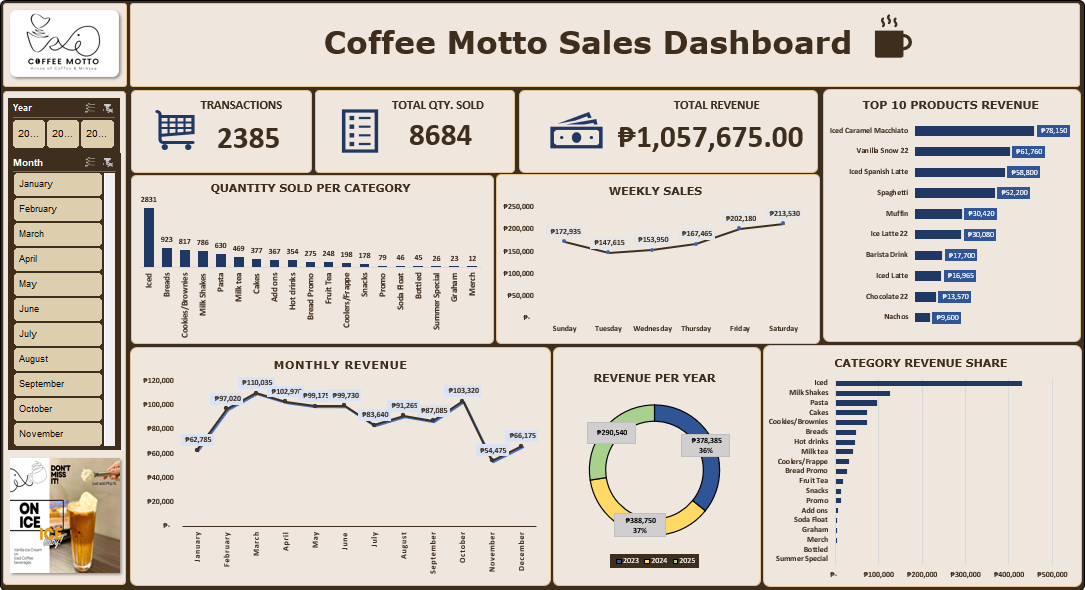 COFFEE MOTTO
House of Coffee & Milktea
Coffee Motto Sales Dashboard
Year
20...
20...
20...
Month
January
February
March
April
May
June
July
August
September
October
November
DON'T
MISS
IT!
ON
ICE
ICE
TRANSACTIONS
2385
TOTAL QTY. SOLD
8684
TOTAL REVENUE
₱1,057,675.00
TOP 10 PRODUCTS REVENUE
Iced Caramel Macchiato ₱78,150
Vanilla Snow 22 ₱61,760
Iced Spanish Latte ₱58,800
Spaghetti ₱52,200
Muffin ₱30,420
Ice Latte 22 ₱30,080
Barista Drink ₱17,700
Iced Latte ₱16,965
Chocolate 22 ₱13,570
Nachos ₱9,600
QUANTITY SOLD PER CATEGORY
2831 923 817 786 630 469 377 367 354 275 248 198 178 79 46 45 26 23 12
Iced
Breads
Cookies/Brownies
Milk Shakes
Pasta
Milk tea
Cakes
Add ons
Hot drinks
Bread Promo
Fruit Tea
Coolers/Frappe
Snacks
Promo
Soda Float
Bottled
Summer Special
Graham
Merch
WEEKLY SALES
₱250,000
₱200,000
₱150,000
₱100,000
₱50,000
₱-
₱172,935 ₱147,615 ₱153,950 ₱167,465 ₱202,180 ₱213,530
Sunday Tuesday Wednesday Thursday Friday Saturday
MONTHLY REVENUE
₱120,000
₱100,000
₱80,000
₱60,000
₱40,000
₱20,000
₱-
₱62,785 ₱97,020 ₱110,035 ₱102,970 ₱99,175 ₱99,730 ₱83,640 ₱91,265 ₱87,085 ₱103,320 ₱54,475 ₱66,175
January
February
March
April
May
June
July
August
September
October
November
December
REVENUE PER YEAR
₱290,540
₱378,385
36%
₱388,750
37%
2023 2024 2025
CATEGORY REVENUE SHARE
Iced
Milk Shakes
Pasta
Cakes
Cookies/Brownies
Breads
Hot drinks
Milk tea
Coolers/Frappe
Bread Promo
Fruit Tea
Snacks
Promo
Add ons
Soda Float
Graham
Merch
Bottled
Summer Special
₱- ₱100,000 ₱200,000 ₱300,000 ₱400,000 ₱500,000